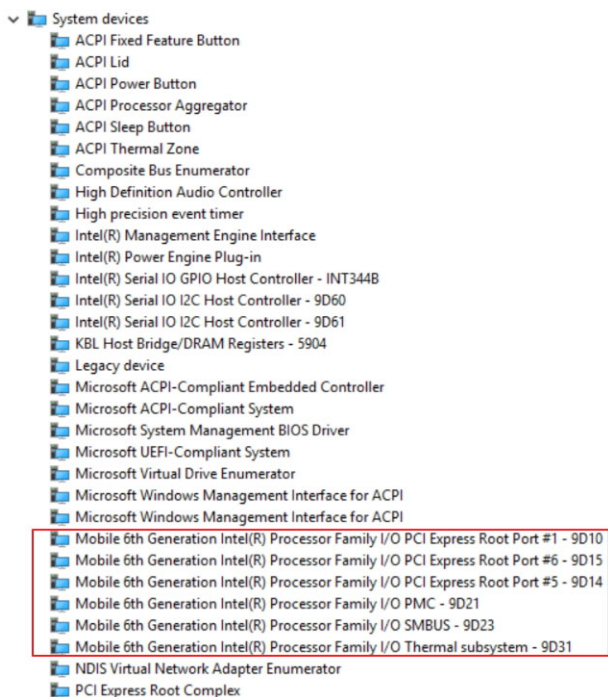 System devices
ACPI Fixed Feature Button
ACPI Lid
ACPI Power Button
ACPI Processor Aggregator
ACPI Sleep Button
ACPI Thermal Zone
Composite Bus Enumerator
High Definition Audio Controller
High precision event timer
Intel(R) Management Engine Interface
Intel(R) Power Engine Plug-in
Intel(R) Serial IO GPIO Host Controller - INT344B
Intel(R) Serial IO I2C Host Controller - 9D60
Intel(R) Serial IO I2C Host Controller - 9D61
KBL Host Bridge/DRAM Registers - 5904
Legacy device
Microsoft ACPI-Compliant Embedded Controller
Microsoft ACPI-Compliant System
Microsoft System Management BIOS Driver
Microsoft UEFI-Compliant System
Microsoft Virtual Drive Enumerator
Microsoft Windows Management Interface for ACPI
Microsoft Windows Management Interface for ACPI
Mobile 6th Generation Intel(R) Processor Family I/O PCI Express Root Port #1 - 9D10
Mobile 6th Generation Intel(R) Processor Family I/O PCI Express Root Port #6 - 9D15
Mobile 6th Generation Intel(R) Processor Family I/O PCI Express Root Port #5 - 9D14
Mobile 6th Generation Intel(R) Processor Family I/O PMC - 9D21
Mobile 6th Generation Intel(R) Processor Family I/O SMBUS - 9D23
Mobile 6th Generation Intel(R) Processor Family I/O Thermal subsystem - 9D31
NDIS Virtual Network Adapter Enumerator
PCI Express Root Complex